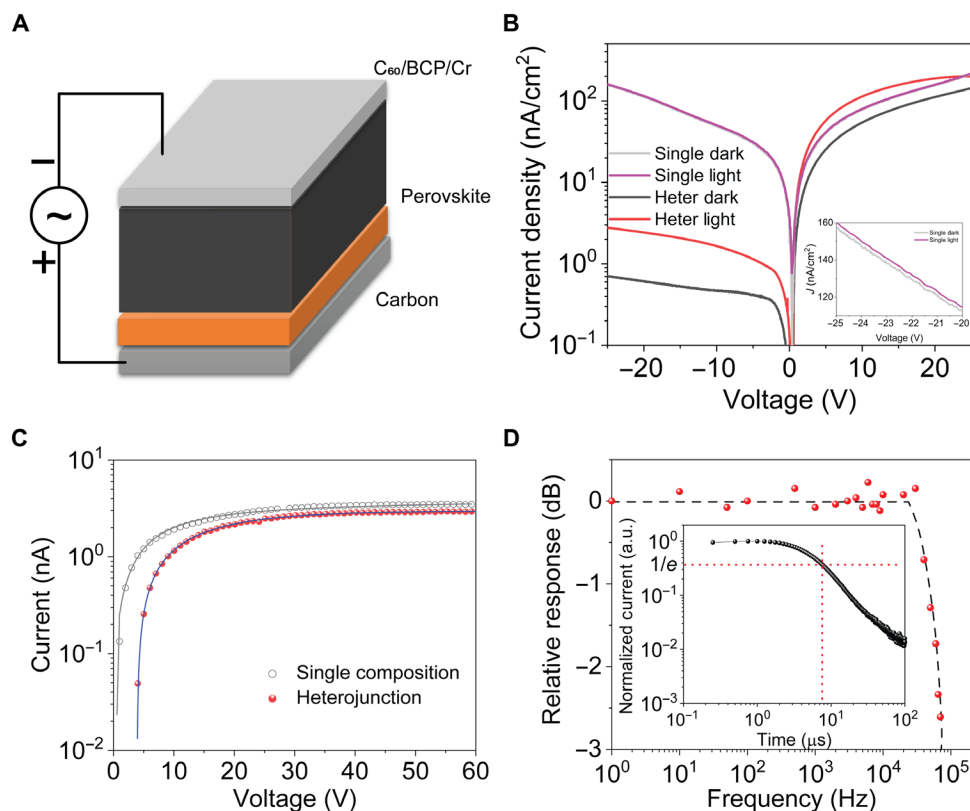 A
C₆₀/BCP/Cr
Perovskite
Carbon
−
~
+
B
Current density (nA/cm²)
10²
10¹
10⁰
10⁻¹
Single dark
Single light
Heter dark
Heter light
−20
−10
0
10
20
Voltage (V)
J (nA/cm²)
160
140
120
Single dark
Single light
−25
−24
−23
−22
−21
−20
Voltage (V)
C
Current (nA)
10¹
10⁰
10⁻¹
10⁻²
Single composition
Heterojunction
0
10
20
30
40
50
60
Voltage (V)
D
Relative response (dB)
0
−1
−2
−3
Normalized current (a.u.)
10⁰
1/e
10⁻¹
10⁻²
10⁻³
10⁻¹
10⁰
10¹
10²
Time (μs)
10⁰
10¹
10²
10³
10⁴
10⁵
Frequency (Hz)